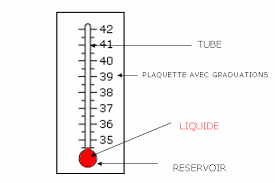 42
41
TUBE
40
39
PLAQUETTE AVEC GRADUATIONS
38
37
36
LIQUIDE
35
RESERVOIR